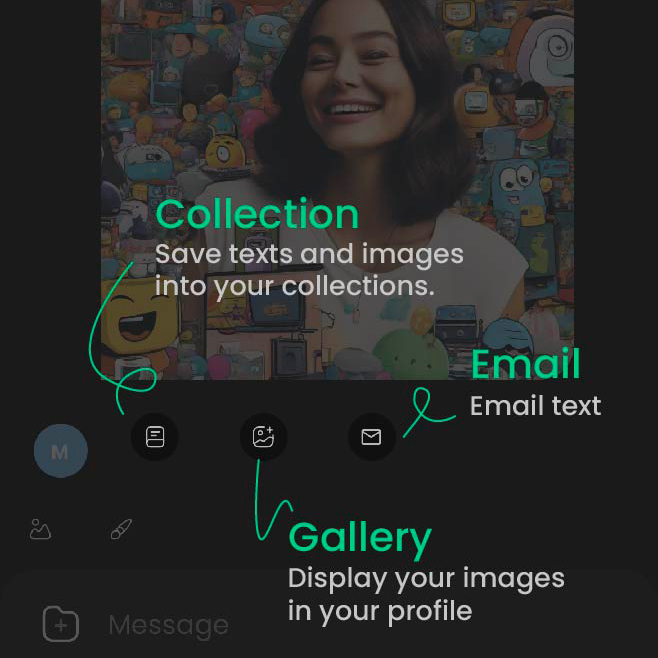 Collection
Save texts and images
into your collections.
Email
Email text
M
Gallery
Display your images
in your profile
Message